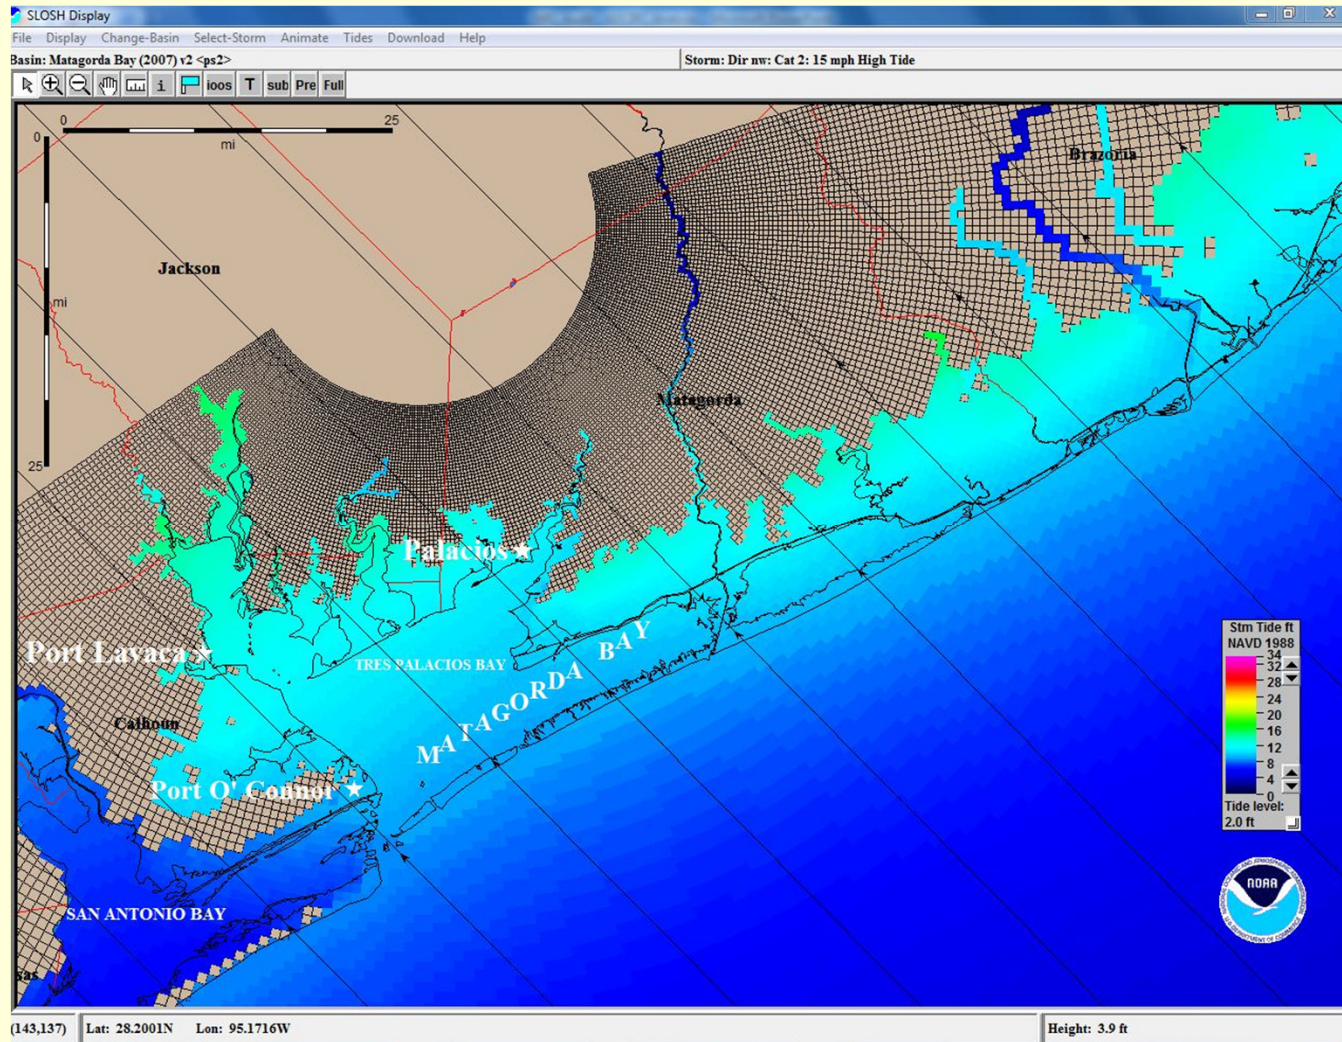 SLOSH Display
File Display Change-Basin Select-Storm Animate Tides Download Help
Basin: Matagorda Bay (2007) v2 <ps2>
Storm: Dir nw: Cat 2: 15 mph High Tide
i ioos T sub Pre Full
0 25
mi
0
mi
25
Brazoria
Jackson
Matagorda
Palacios
Port Lavaca
TRES PALACIOS BAY
MATAGORDA BAY
Calhoun
Port O' Connor
SAN ANTONIO BAY
sas
Stm Tide ft
NAVD 1988
34
32
28
24
20
16
12
8
4
0
Tide level:
2.0 ft
NOAA
(143,137) Lat: 28.2001N Lon: 95.1716W Height: 3.9 ft